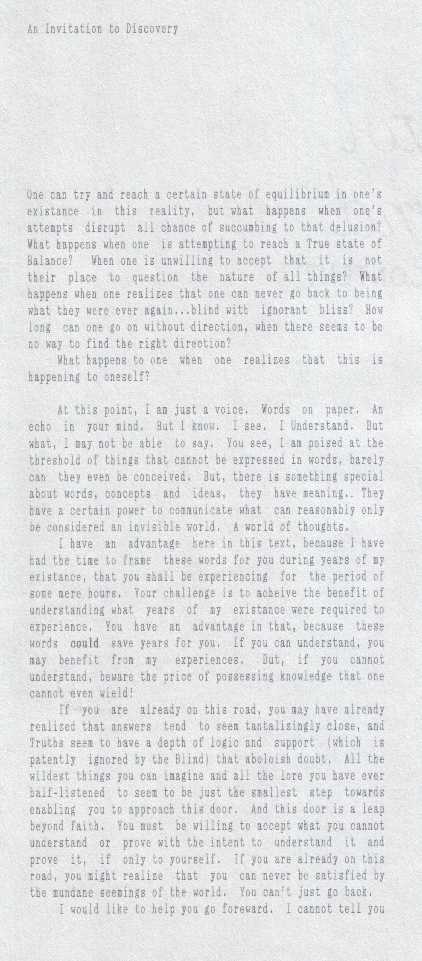 An Invitation to Discovery
One can try and reach a certain state of equilibrium in one's
existance in this reality, but what happens when one's
attempts disrupt all chance of succumbing to that delusion?
What happens when one is attempting to reach a True state of
Balance? When one is unwilling to accept that it is not
their place to question the nature of all things? What
happens when one realizes that one can never go back to being
what they were ever again...blind with ignorant bliss? How
long can one go on without direction, when there seems to be
no way to find the right direction?
What happens to one when one realizes that this is
happening to oneself?
At this point, I am just a voice. Words on paper. An
echo in your mind. But I know. I see. I Understand. But
what, I may not be able to say. You see, I am poised at the
threshold of things that cannot be expressed in words, barely
can they even be conceived. But, there is something special
about words, concepts and ideas, they have meaning. They
have a certain power to communicate what can reasonably only
be considered an invisible world. A world of thoughts.
I have an advantage here in this text, because I have
had the time to frame these words for you during years of my
existance, that you shall be experiencing for the period of
some mere hours. Your challenge is to acheive the benefit of
understanding what years of my existance were required to
experience. You have an advantage in that, because these
words could save years for you. If you can understand, you
may benefit from my experiences. But, if you cannot
understand, beware the price of possessing knowledge that one
cannot even wield!
If you are already on this road, you may have already
realized that answers tend to seem tantalizingly close, and
Truths seem to have a depth of logic and support (which is
patently ignored by the Blind) that aboloish doubt. All the
wildest things you can imagine and all the lore you have ever
half-listened to seem to be just the smallest step towards
enabling you to approach this door. And this door is a leap
beyond faith. You must be willing to accept what you cannot
understand or prove with the intent to understand it and
prove it, if only to yourself. If you are already on this
road, you might realize that you can never be satisfied by
the mundane seemings of the world. You can't just go back.
I would like to help you go foreward. I cannot tell you